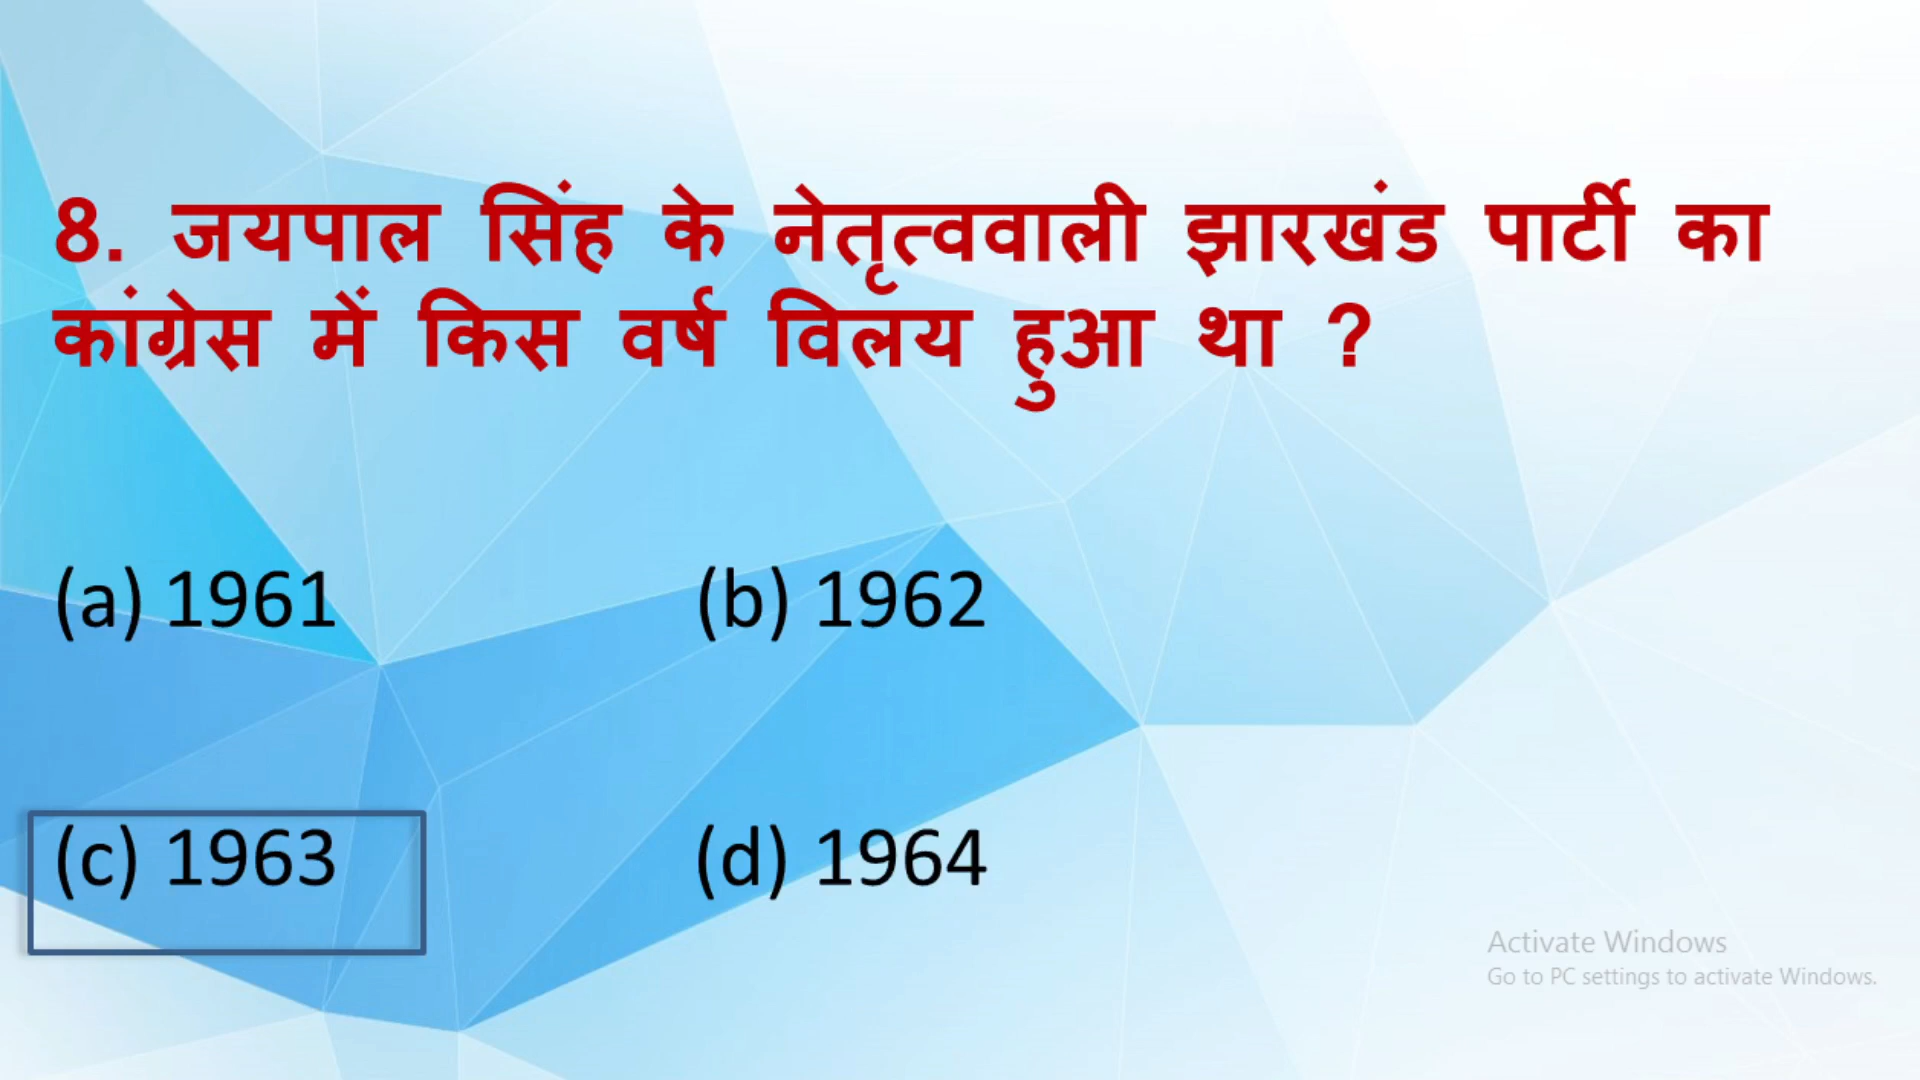 8. जयपाल सिंह के नेतृत्ववाली झारखंड पार्टी का
कांग्रेस में किस वर्ष विलय हुआ था ?
(a) 1961 (b) 1962
(c) 1963 (d) 1964
Activate Windows
Go to PC settings to activate Windows.